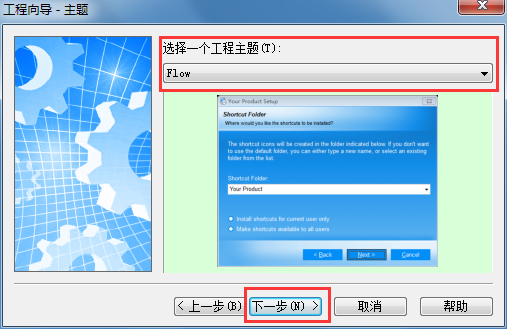 工程向导 - 主题
选择一个工程主题(T):
Flow
Your Product Setup
Shortcut Folder
Where would you like the shortcuts to be installed?
The shortcut icons will be created in the folder indicated below. If you don't want
to use the default folder, you can either type a new name, or select an existing
folder from the list.
Shortcut Folder:
Your Product
Install shortcuts for current user only
Make shortcuts available to all users
< Back Next > Cancel
< 上一步(B) 下一步(N) > 取消 帮助